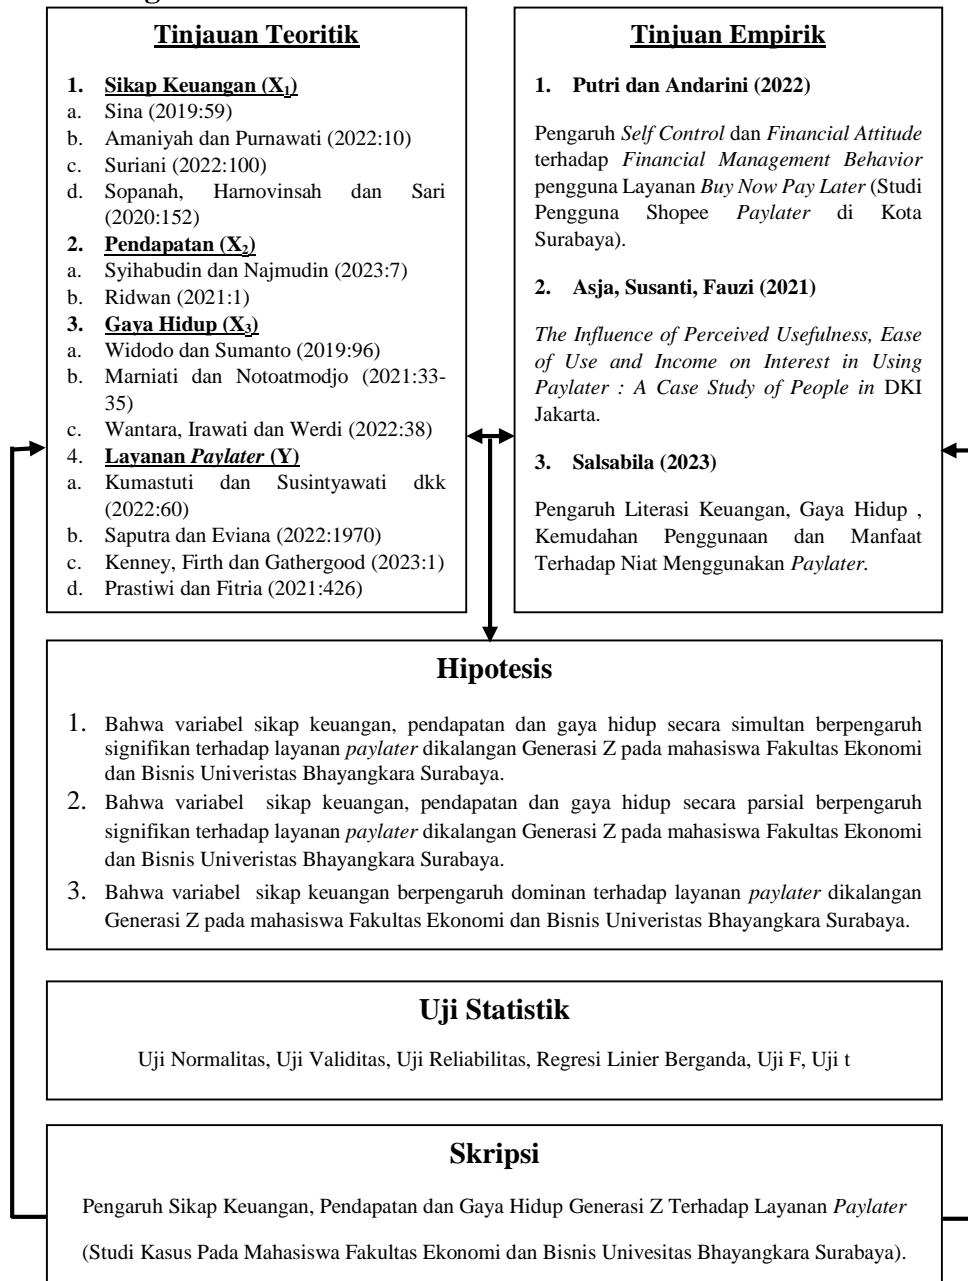 Tinjauan Teoritik
1. Sikap Keuangan (X1)
a. Sina (2019:59)
b. Amaniyah dan Purnawati (2022:10)
c. Suriani (2022:100)
d. Sopanah, Harnovinsah dan Sari
(2020:152)
2. Pendapatan (X2)
a. Syihabudin dan Najmudin (2023:7)
b. Ridwan (2021:1)
3. Gaya Hidup (X3)
a. Widodo dan Sumanto (2019:96)
b. Marniati dan Notoatmodjo (2021:33-
35)
c. Wantara, Irawati dan Werdi (2022:38)
4. Layanan Paylater (Y)
a. Kumastuti dan Susintyawati dkk
(2022:60)
b. Saputra dan Eviana (2022:1970)
c. Kenney, Firth dan Gathergood (2023:1)
d. Prastiwi dan Fitria (2021:426)
Tinjuan Empirik
1. Putri dan Andarini (2022)
Pengaruh Self Control dan Financial Attitude
terhadap Financial Management Behavior
pengguna Layanan Buy Now Pay Later (Studi
Pengguna Shopee Paylater di Kota
Surabaya).
2. Asja, Susanti, Fauzi (2021)
The Influence of Perceived Usefulness, Ease
of Use and Income on Interest in Using
Paylater : A Case Study of People in DKI
Jakarta.
3. Salsabila (2023)
Pengaruh Literasi Keuangan, Gaya Hidup ,
Kemudahan Penggunaan dan Manfaat
Terhadap Niat Menggunakan Paylater.
Hipotesis
1. Bahwa variabel sikap keuangan, pendapatan dan gaya hidup secara simultan berpengaruh
signifikan terhadap layanan paylater dikalangan Generasi Z pada mahasiswa Fakultas Ekonomi
dan Bisnis Univeristas Bhayangkara Surabaya.
2. Bahwa variabel sikap keuangan, pendapatan dan gaya hidup secara parsial berpengaruh
signifikan terhadap layanan paylater dikalangan Generasi Z pada mahasiswa Fakultas Ekonomi
dan Bisnis Univeristas Bhayangkara Surabaya.
3. Bahwa variabel sikap keuangan berpengaruh dominan terhadap layanan paylater dikalangan
Generasi Z pada mahasiswa Fakultas Ekonomi dan Bisnis Univeristas Bhayangkara Surabaya.
Uji Statistik
Uji Normalitas, Uji Validitas, Uji Reliabilitas, Regresi Linier Berganda, Uji F, Uji t
Skripsi
Pengaruh Sikap Keuangan, Pendapatan dan Gaya Hidup Generasi Z Terhadap Layanan Paylater
(Studi Kasus Pada Mahasiswa Fakultas Ekonomi dan Bisnis Univesitas Bhayangkara Surabaya).